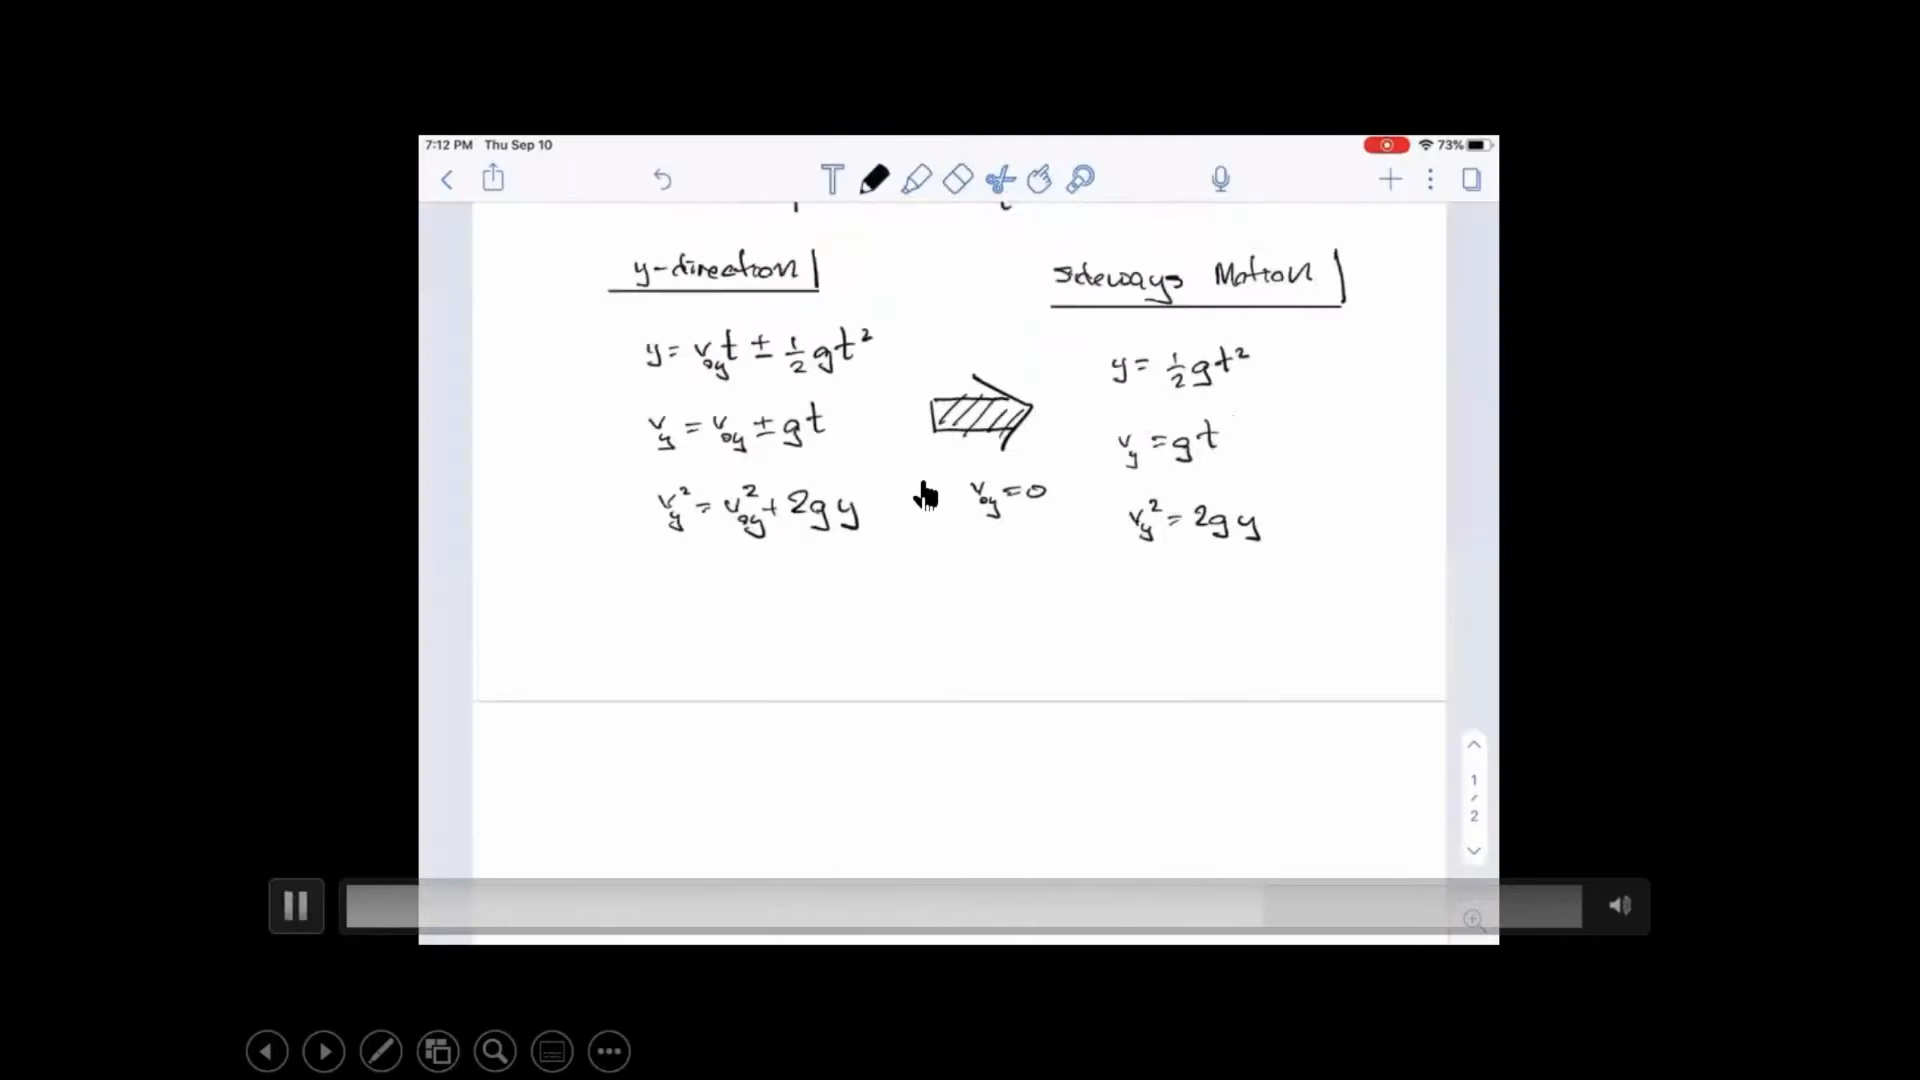 7:12 PM Thu Sep 10
73%
T
y-direction
y = v₀yt ± ½gt²
vy = v₀y ± gt
vy² = v₀y² + 2gy
v₀y = 0
Sideways Motion
y = ½gt²
vy = gt
vy² = 2gy
1
/
2